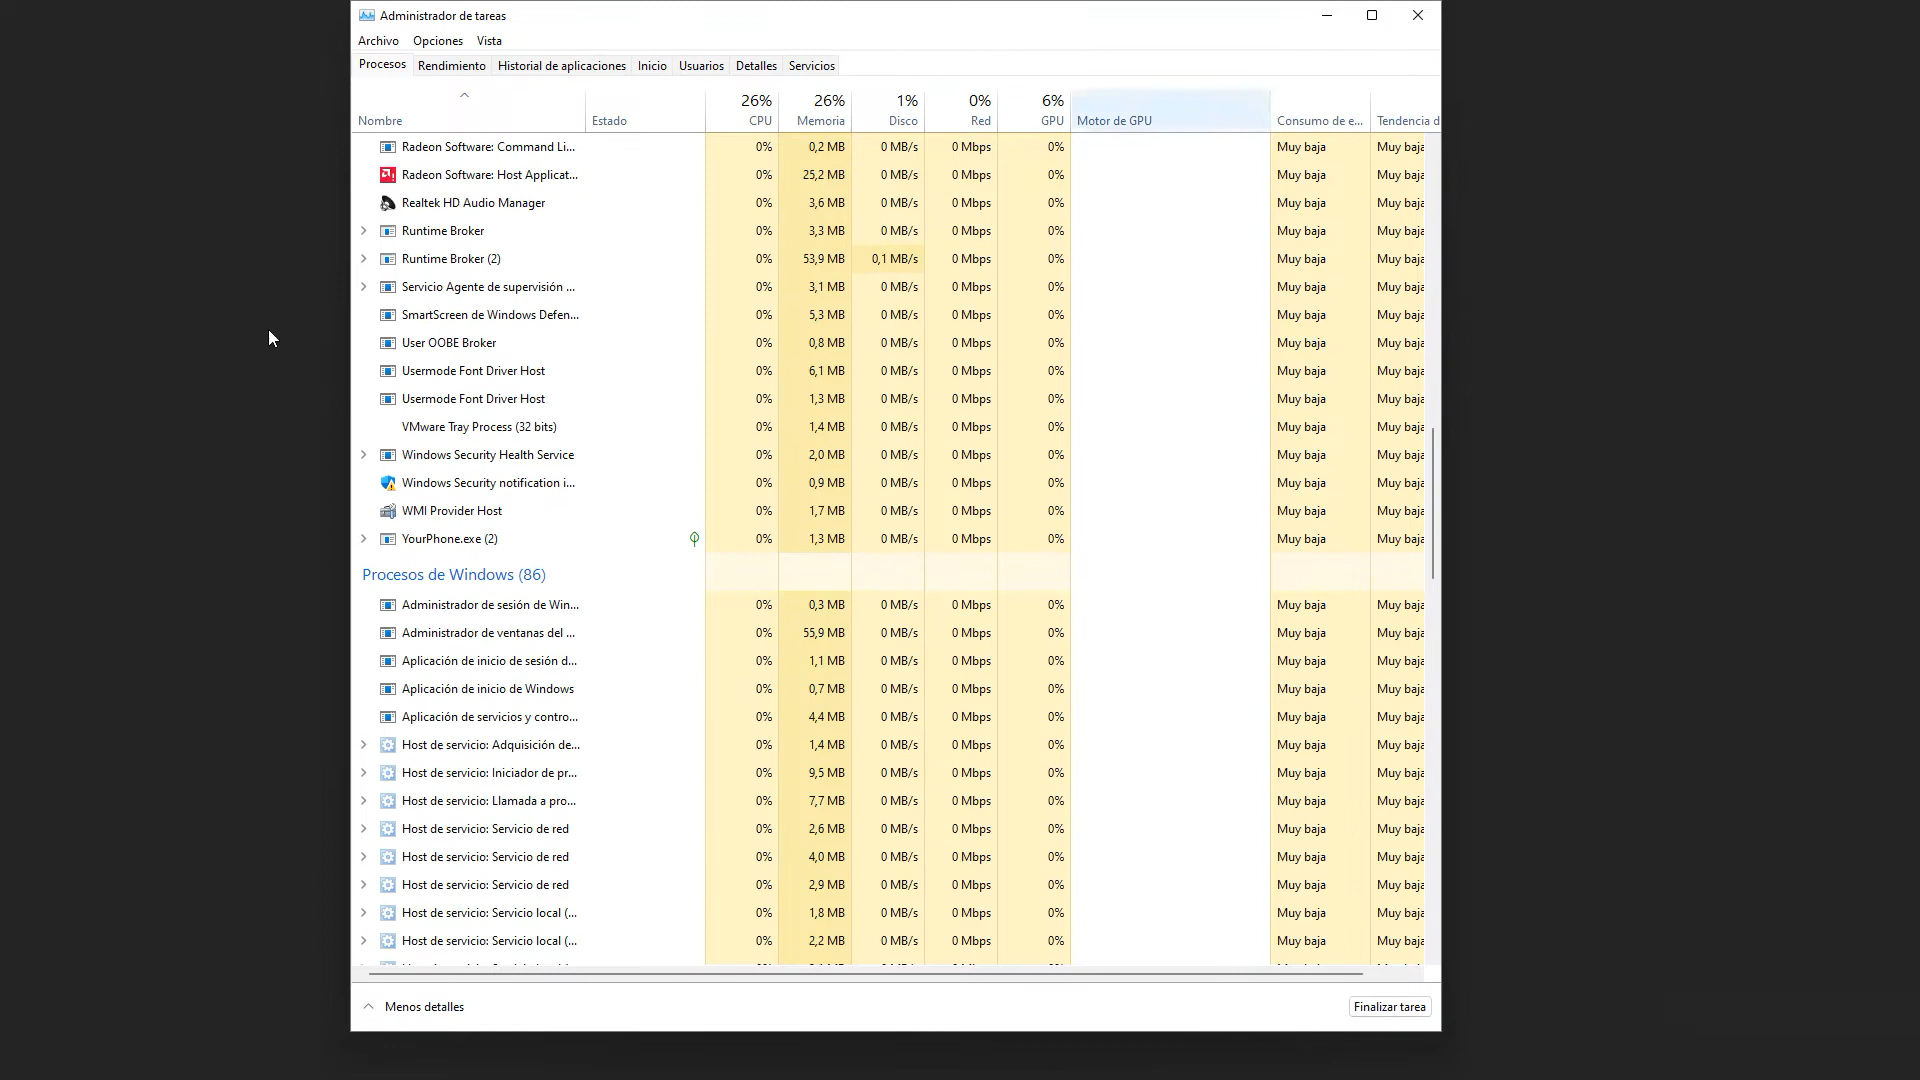 Administrador de tareas
Archivo Opciones Vista
Procesos Rendimiento Historial de aplicaciones Inicio Usuarios Detalles Servicios
26% 26% 1% 0% 6%
Nombre Estado CPU Memoria Disco Red GPU Motor de GPU Consumo de e... Tendencia d
Radeon Software: Command Li... 0% 0,2 MB 0 MB/s 0 Mbps 0% Muy baja Muy baja
Radeon Software: Host Applicat... 0% 25,2 MB 0 MB/s 0 Mbps 0% Muy baja Muy baja
Realtek HD Audio Manager 0% 3,6 MB 0 MB/s 0 Mbps 0% Muy baja Muy baja
Runtime Broker 0% 3,3 MB 0 MB/s 0 Mbps 0% Muy baja Muy baja
Runtime Broker (2) 0% 53,9 MB 0,1 MB/s 0 Mbps 0% Muy baja Muy baja
Servicio Agente de supervisión ... 0% 3,1 MB 0 MB/s 0 Mbps 0% Muy baja Muy baja
SmartScreen de Windows Defen... 0% 5,3 MB 0 MB/s 0 Mbps 0% Muy baja Muy baja
User OOBE Broker 0% 0,8 MB 0 MB/s 0 Mbps 0% Muy baja Muy baja
Usermode Font Driver Host 0% 6,1 MB 0 MB/s 0 Mbps 0% Muy baja Muy baja
Usermode Font Driver Host 0% 1,3 MB 0 MB/s 0 Mbps 0% Muy baja Muy baja
VMware Tray Process (32 bits) 0% 1,4 MB 0 MB/s 0 Mbps 0% Muy baja Muy baja
Windows Security Health Service 0% 2,0 MB 0 MB/s 0 Mbps 0% Muy baja Muy baja
Windows Security notification i... 0% 0,9 MB 0 MB/s 0 Mbps 0% Muy baja Muy baja
WMI Provider Host 0% 1,7 MB 0 MB/s 0 Mbps 0% Muy baja Muy baja
YourPhone.exe (2) 0% 1,3 MB 0 MB/s 0 Mbps 0% Muy baja Muy baja
Procesos de Windows (86)
Administrador de sesión de Win... 0% 0,3 MB 0 MB/s 0 Mbps 0% Muy baja Muy baja
Administrador de ventanas del ... 0% 55,9 MB 0 MB/s 0 Mbps 0% Muy baja Muy baja
Aplicación de inicio de sesión d... 0% 1,1 MB 0 MB/s 0 Mbps 0% Muy baja Muy baja
Aplicación de inicio de Windows 0% 0,7 MB 0 MB/s 0 Mbps 0% Muy baja Muy baja
Aplicación de servicios y contro... 0% 4,4 MB 0 MB/s 0 Mbps 0% Muy baja Muy baja
Host de servicio: Adquisición de... 0% 1,4 MB 0 MB/s 0 Mbps 0% Muy baja Muy baja
Host de servicio: Iniciador de pr... 0% 9,5 MB 0 MB/s 0 Mbps 0% Muy baja Muy baja
Host de servicio: Llamada a pro... 0% 7,7 MB 0 MB/s 0 Mbps 0% Muy baja Muy baja
Host de servicio: Servicio de red 0% 2,6 MB 0 MB/s 0 Mbps 0% Muy baja Muy baja
Host de servicio: Servicio de red 0% 4,0 MB 0 MB/s 0 Mbps 0% Muy baja Muy baja
Host de servicio: Servicio de red 0% 2,9 MB 0 MB/s 0 Mbps 0% Muy baja Muy baja
Host de servicio: Servicio local (... 0% 1,8 MB 0 MB/s 0 Mbps 0% Muy baja Muy baja
Host de servicio: Servicio local (... 0% 2,2 MB 0 MB/s 0 Mbps 0% Muy baja Muy baja
Menos detalles Finalizar tarea